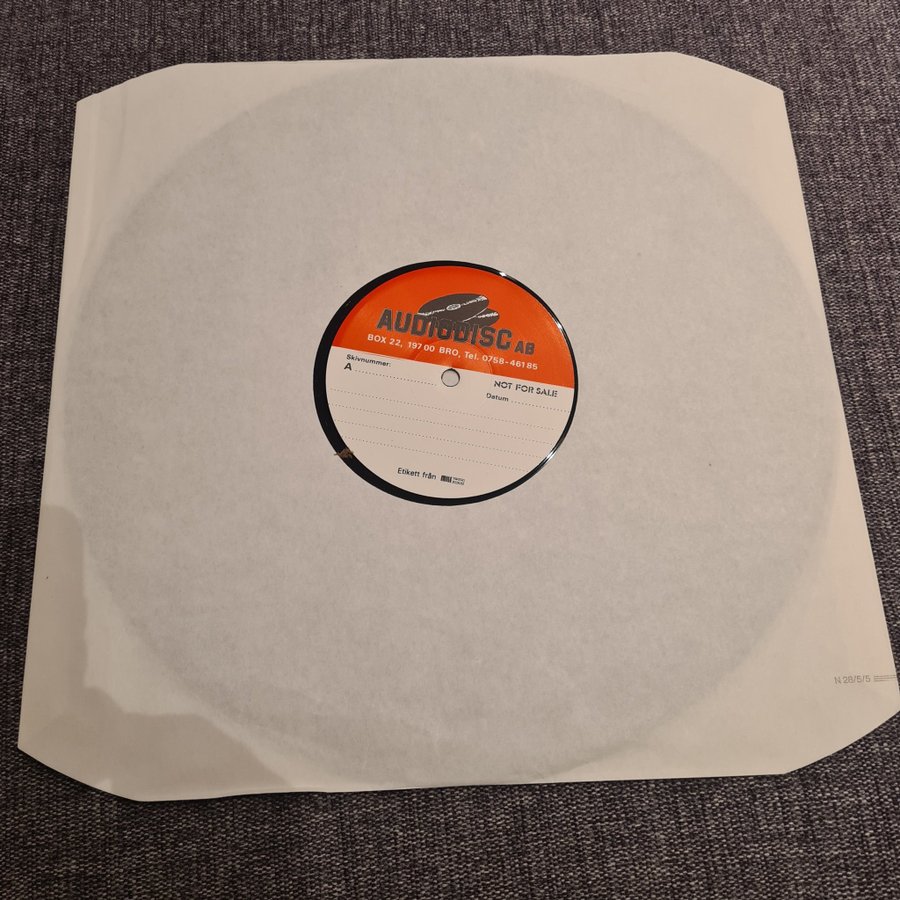 AUDIODISC AB
BOX 22, 197 00 BRO, Tel. 0758-461 85
Skivnummer:
A
NOT FOR SALE
Datum
Etikett från
N 28/5/5